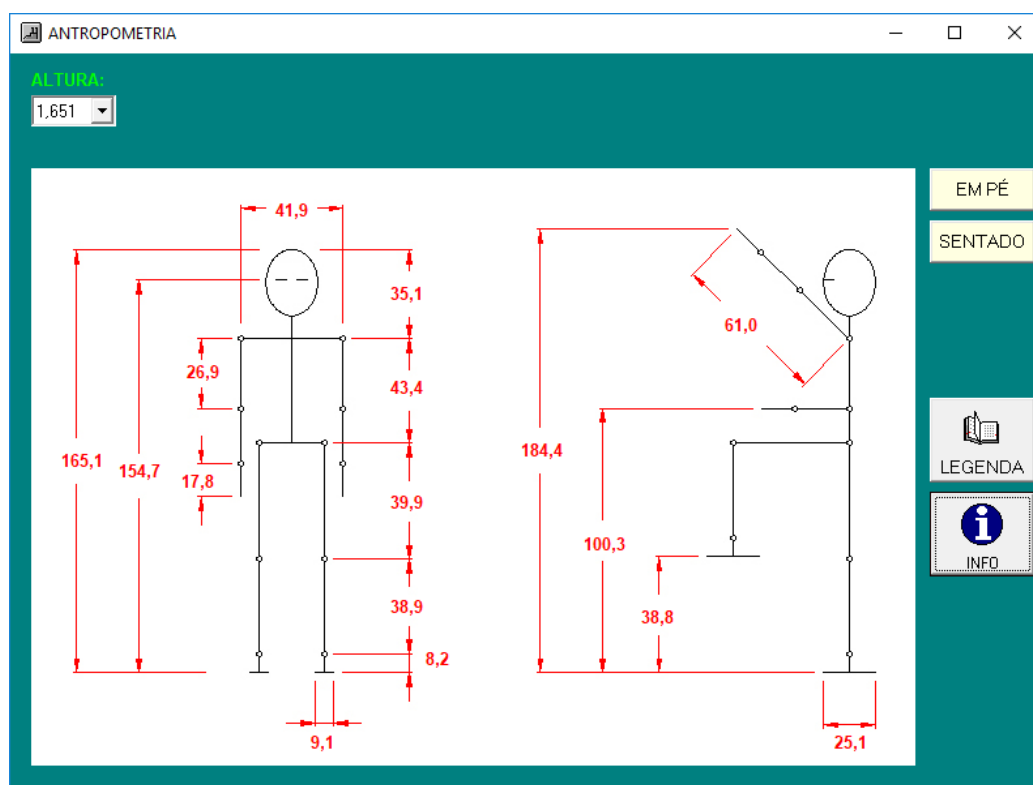 ANTROPOMETRIA
ALTURA:
1,651
EM PÉ
SENTADO
41,9
35,1
26,9
43,4
165,1
154,7
17,8
39,9
38,9
8,2
9,1
61,0
184,4
100,3
38,8
25,1
LEGENDA
INFO